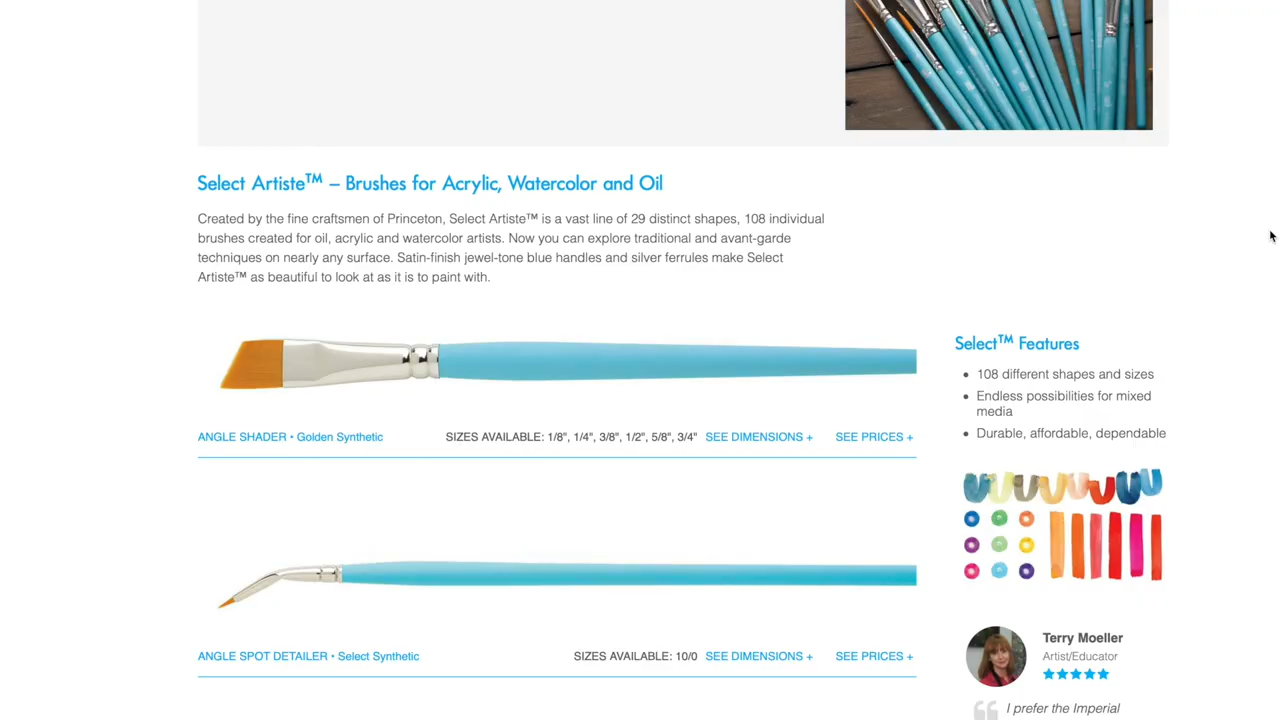 Select Artiste™ – Brushes for Acrylic, Watercolor and Oil
Created by the fine craftsmen of Princeton, Select Artiste™ is a vast line of 29 distinct shapes, 108 individual
brushes created for oil, acrylic and watercolor artists. Now you can explore traditional and avant-garde
techniques on nearly any surface. Satin-finish jewel-tone blue handles and silver ferrules make Select
Artiste™ as beautiful to look at as it is to paint with.
ANGLE SHADER • Golden Synthetic SIZES AVAILABLE: 1/8", 1/4", 3/8", 1/2", 5/8", 3/4" SEE DIMENSIONS + SEE PRICES +
ANGLE SPOT DETAILER • Select Synthetic SIZES AVAILABLE: 10/0 SEE DIMENSIONS + SEE PRICES +
Select™ Features
• 108 different shapes and sizes
• Endless possibilities for mixed
media
• Durable, affordable, dependable
Terry Moeller
Artist/Educator
I prefer the Imperial